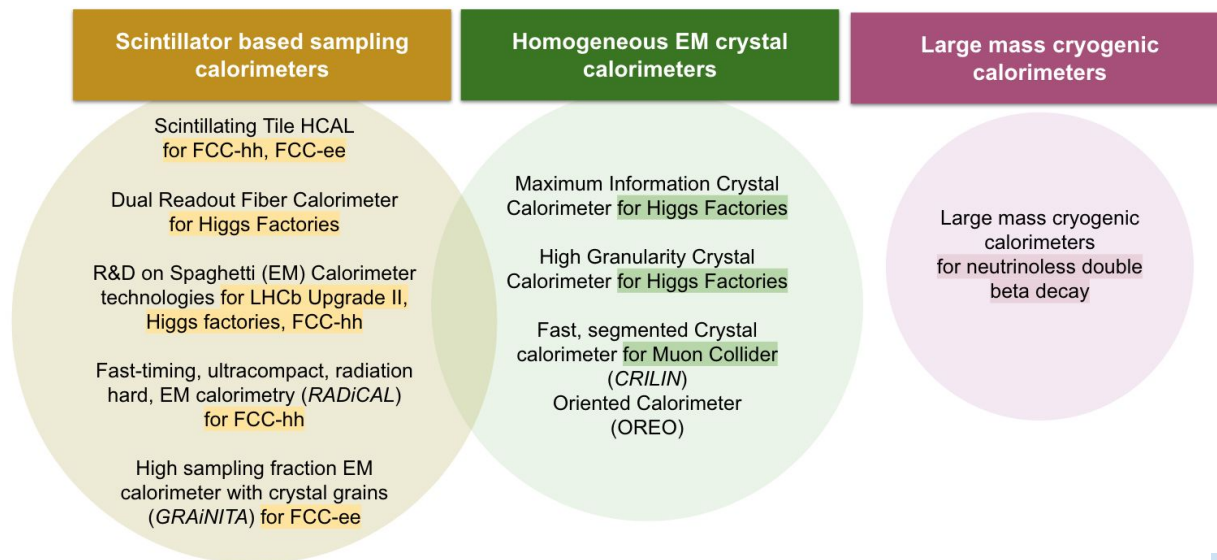 Scintillator based sampling
calorimeters
Scintillating Tile HCAL
for FCC-hh, FCC-ee
Dual Readout Fiber Calorimeter
for Higgs Factories
R&D on Spaghetti (EM) Calorimeter
technologies for LHCb Upgrade II,
Higgs factories, FCC-hh
Fast-timing, ultracompact, radiation
hard, EM calorimetry (RADiCAL)
for FCC-hh
High sampling fraction EM
calorimeter with crystal grains
(GRAiNITA) for FCC-ee
Homogeneous EM crystal
calorimeters
Maximum Information Crystal
Calorimeter for Higgs Factories
High Granularity Crystal
Calorimeter for Higgs Factories
Fast, segmented Crystal
calorimeter for Muon Collider
(CRILIN)
Oriented Calorimeter
(OREO)
Large mass cryogenic
calorimeters
Large mass cryogenic
calorimeters
for neutrinoless double
beta decay